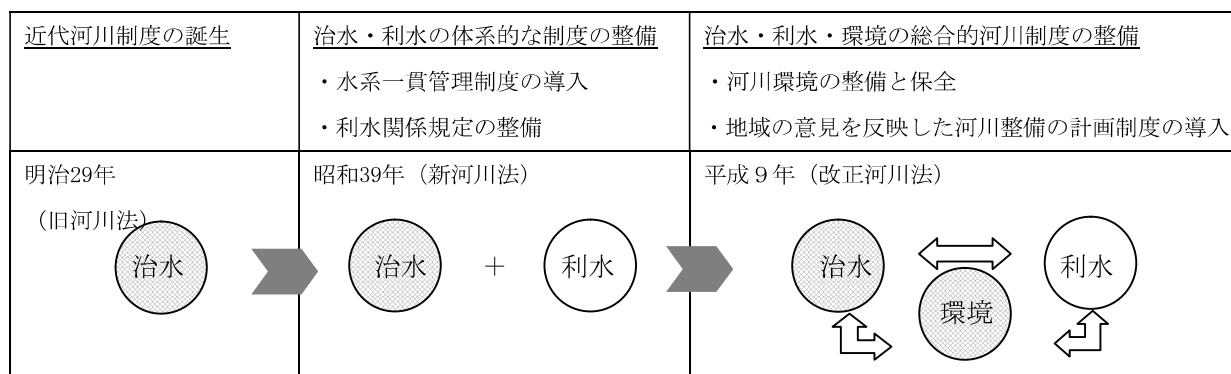 近代河川制度の誕生
治水・利水の体系的な制度の整備
・水系一貫管理制度の導入
・利水関係規定の整備
治水・利水・環境の総合的河川制度の整備
・河川環境の整備と保全
・地域の意見を反映した河川整備の計画制度の導入
明治29年
（旧河川法）
治水
昭和39年（新河川法）
治水 ＋ 利水
平成９年（改正河川法）
治水
利水
環境